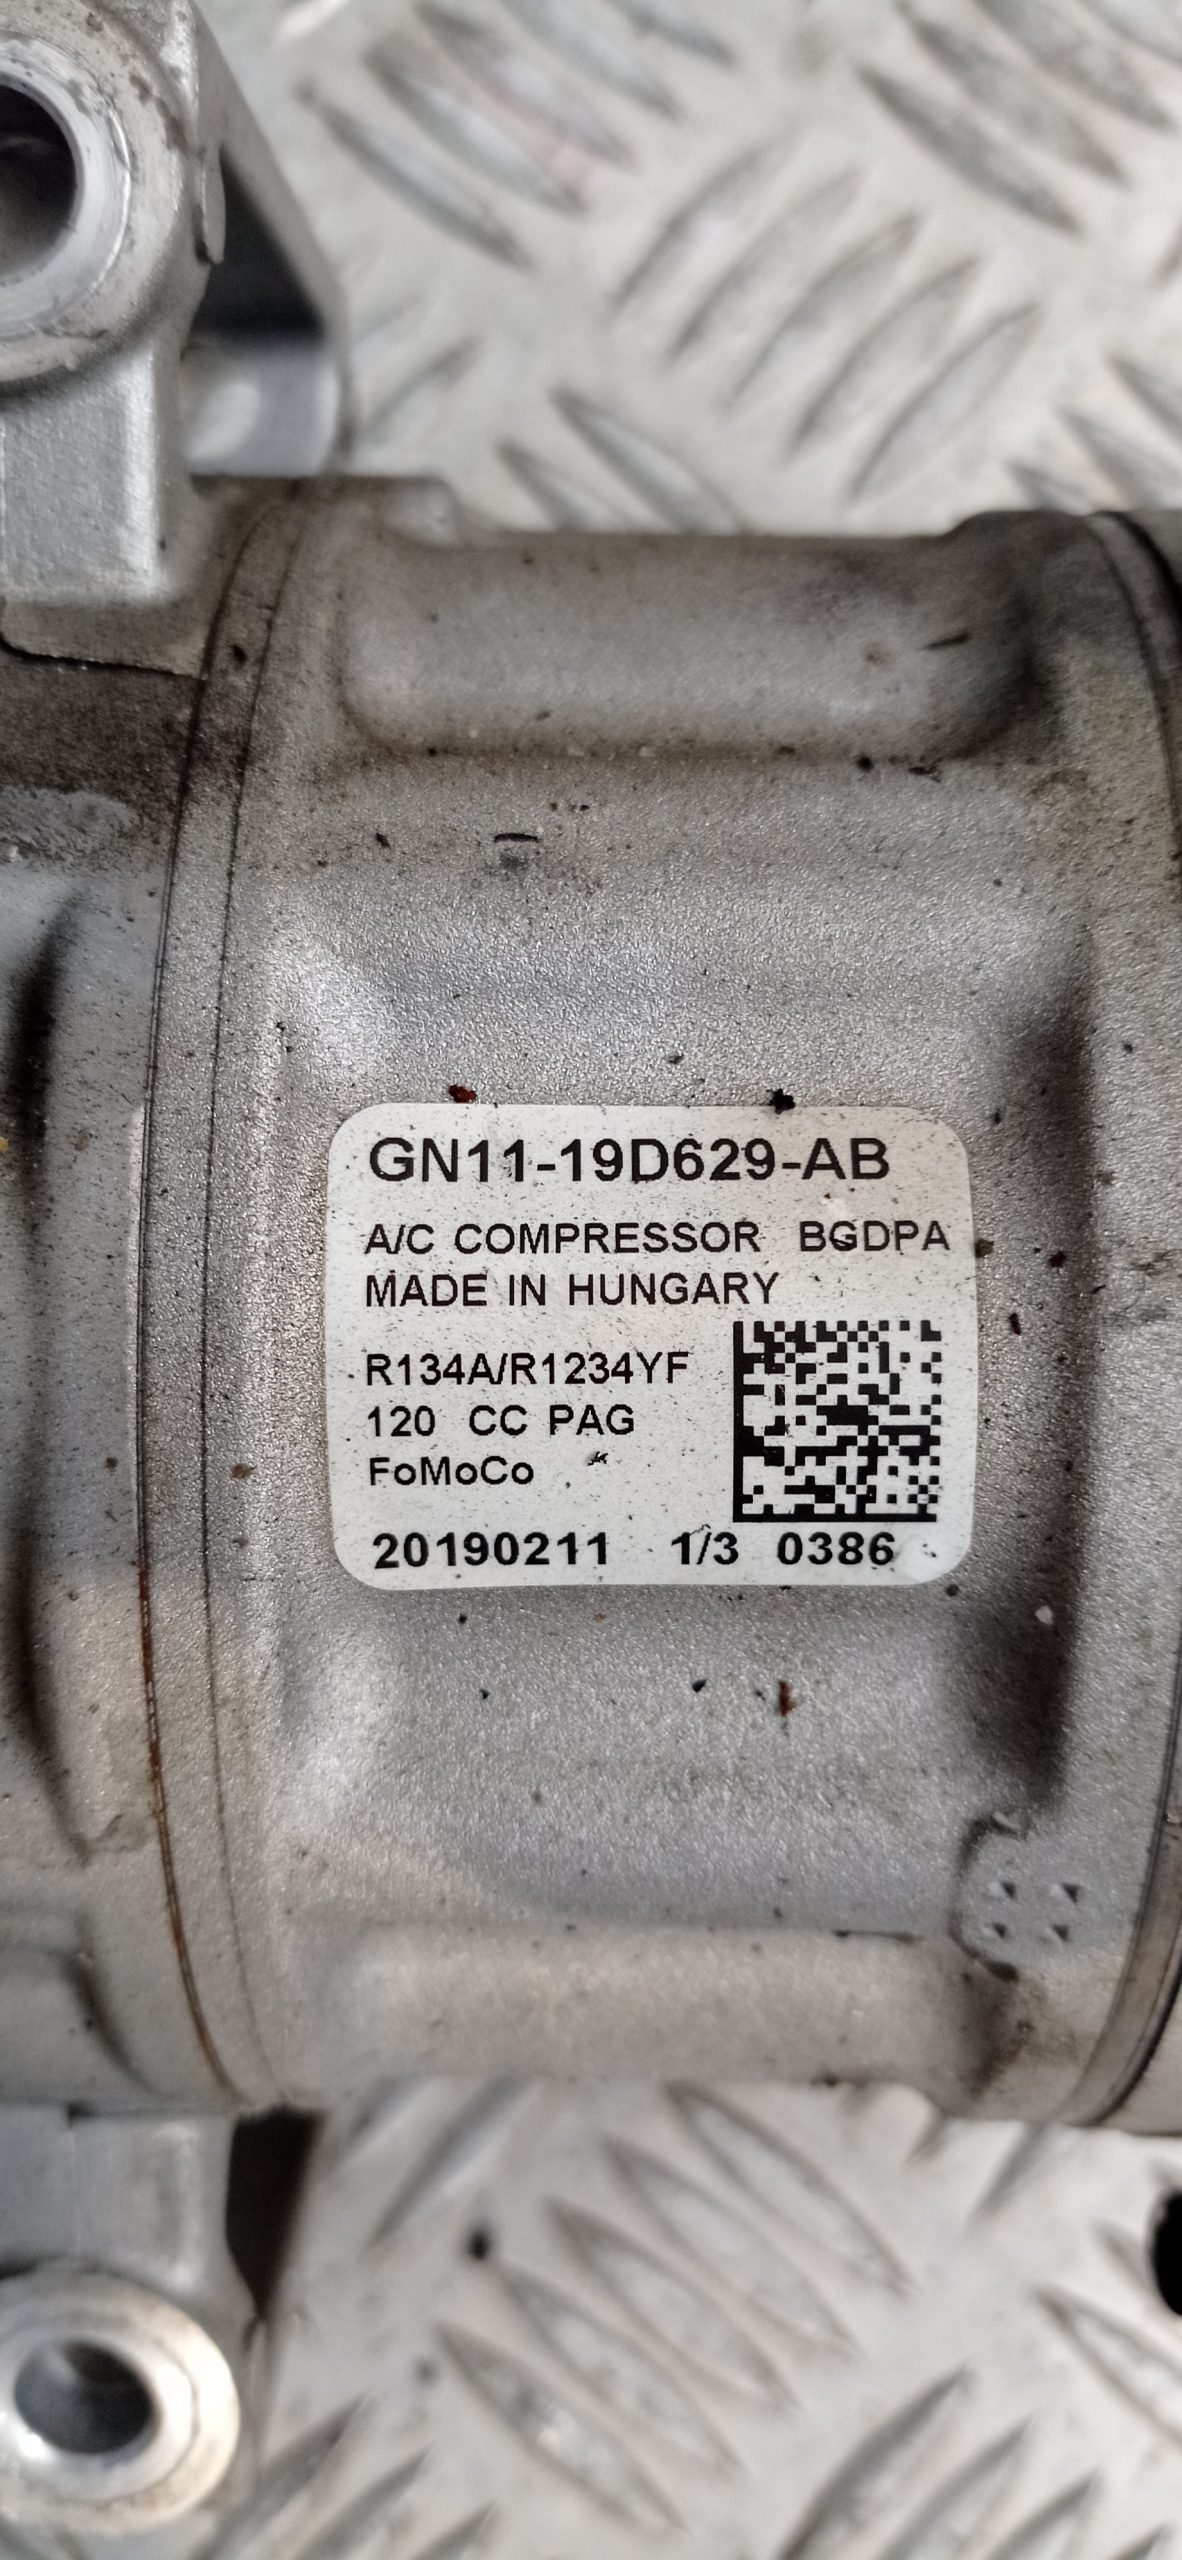 GN11-19D629-AB
A/C COMPRESSOR BGDPA
MADE IN HUNGARY
R134A/R1234YF
120 CC PAG
FoMoCo
20190211 1/3 0386